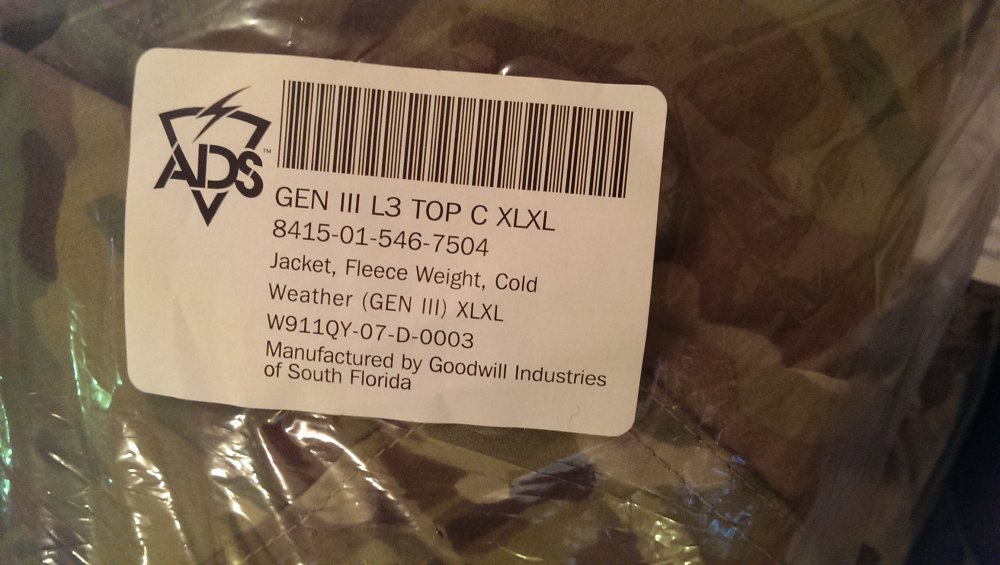 ADS™
GEN III L3 TOP C XLXL
8415-01-546-7504
Jacket, Fleece Weight, Cold
Weather (GEN III) XLXL
W911QY-07-D-0003
Manufactured by Goodwill Industries
of South Florida